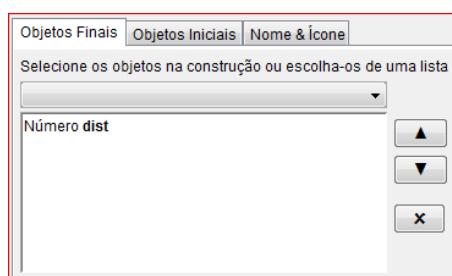 Objetos Finais Objetos Iniciais Nome & Ícone
Selecione os objetos na construção ou escolha-os de uma lista
Número dist